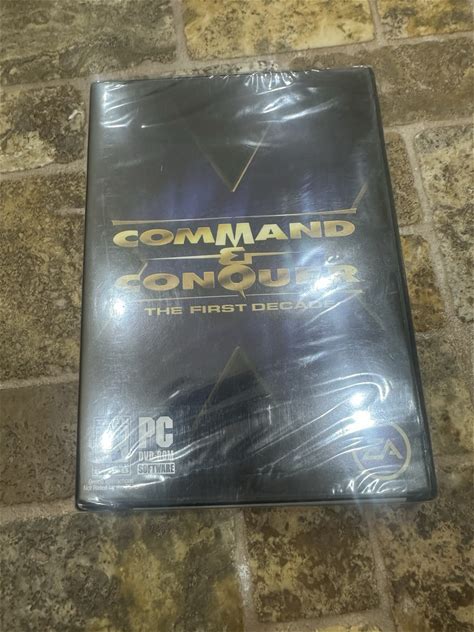 COMMAND
&
CONQUER
THE FIRST DECADE
PC
DVD-ROM
SOFTWARE
EA